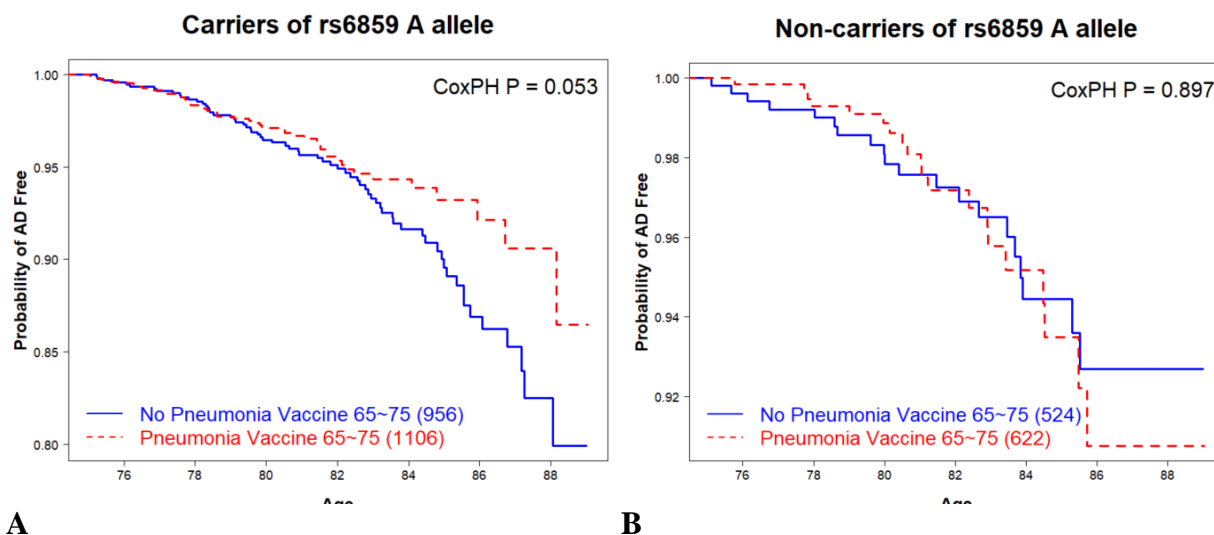 Carriers of rs6859 A allele
CoxPH P = 0.053
Probability of AD Free
1.00
0.95
0.90
0.85
0.80
No Pneumonia Vaccine 65~75 (956)
Pneumonia Vaccine 65~75 (1106)
76 78 80 82 84 86 88
Age
A
Non-carriers of rs6859 A allele
CoxPH P = 0.897
Probability of AD Free
1.00
0.98
0.96
0.94
0.92
No Pneumonia Vaccine 65~75 (524)
Pneumonia Vaccine 65~75 (622)
76 78 80 82 84 86 88
Age
B